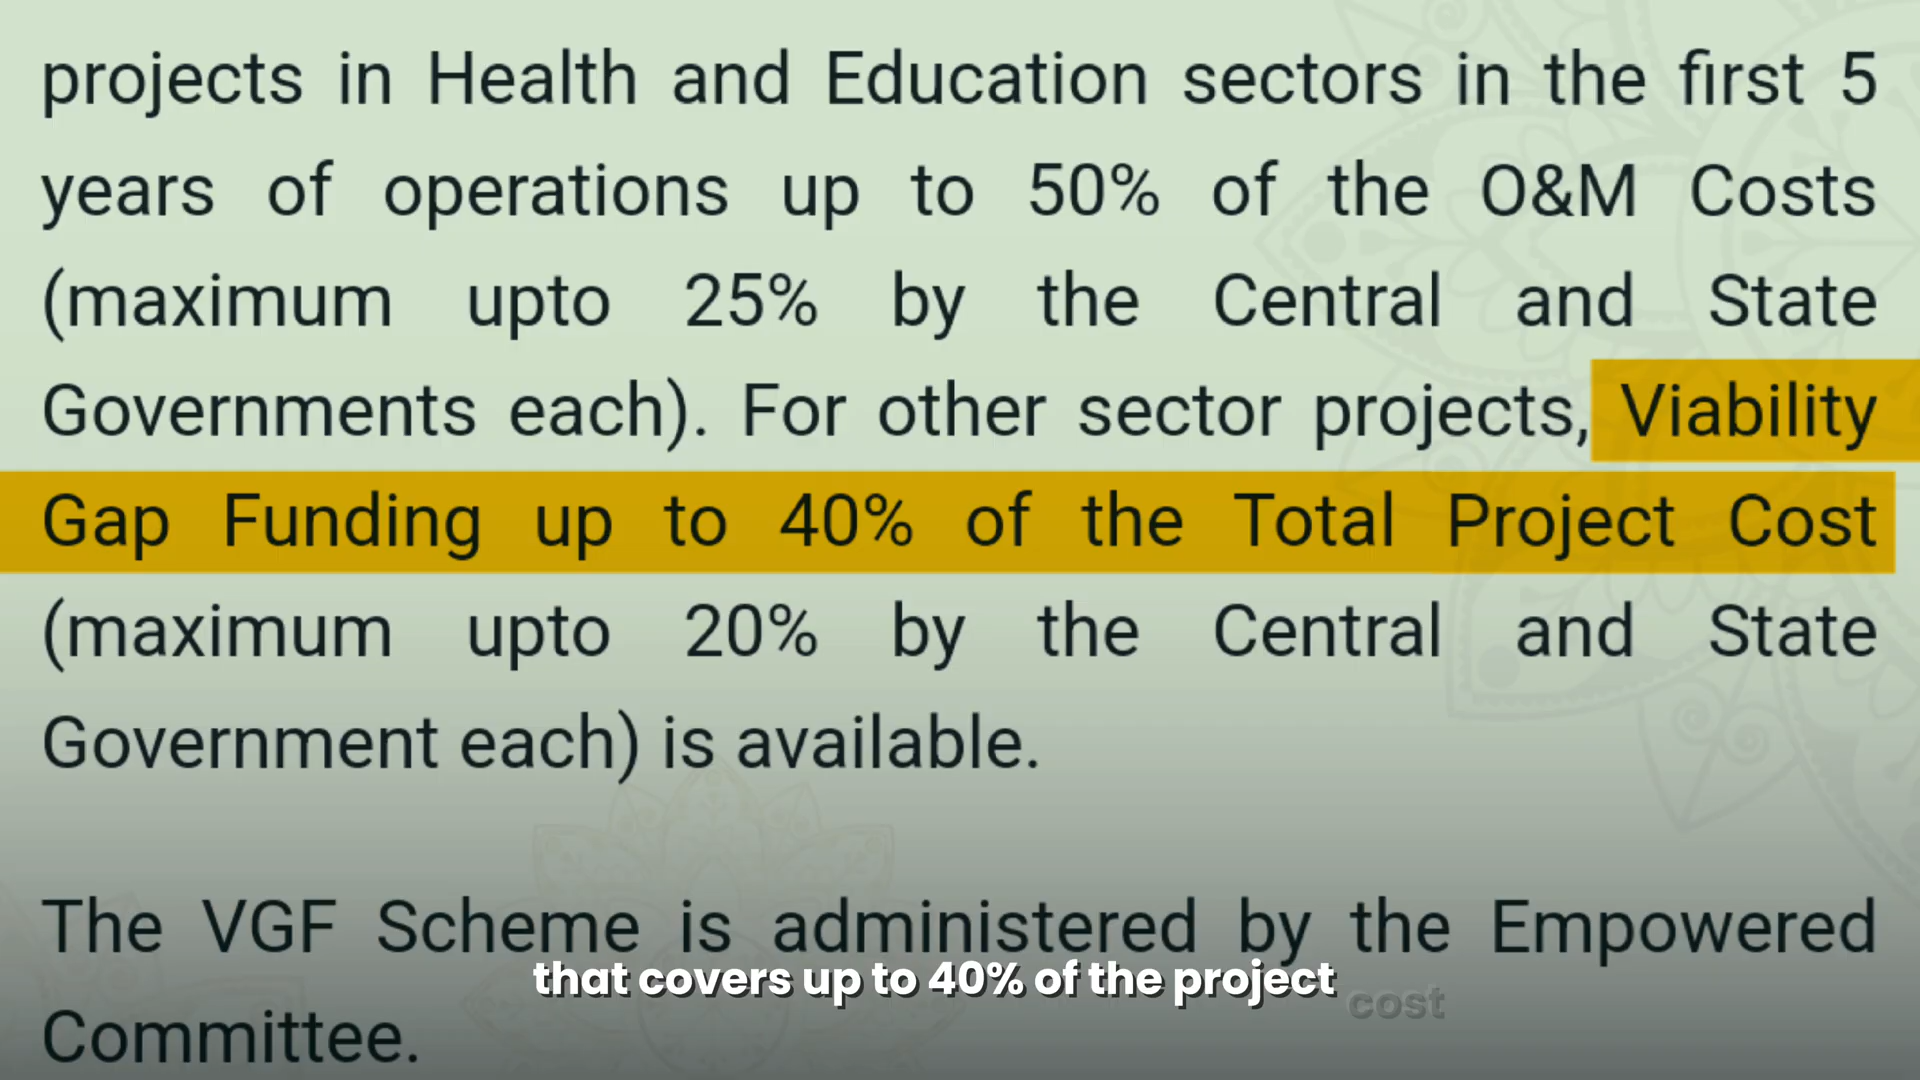 projects in Health and Education sectors in the first 5
years of operations up to 50% of the O&M Costs
(maximum upto 25% by the Central and State
Governments each). For other sector projects, Viability
Gap Funding up to 40% of the Total Project Cost
(maximum upto 20% by the Central and State
Government each) is available.
The VGF Scheme is administered by the Empowered
that covers up to 40% of the project cost
Committee.